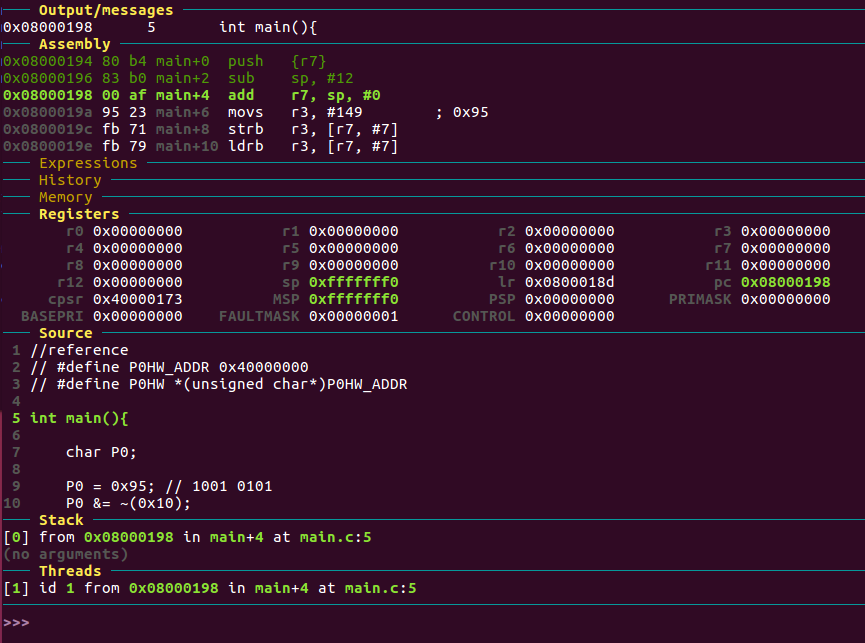 Output/messages
0x08000198      5       int main(){
Assembly
0x08000194 80 b4 main+0  push   {r7}
0x08000196 83 b0 main+2  sub    sp, #12
0x08000198 00 af main+4  add    r7, sp, #0
0x0800019a 95 23 main+6  movs   r3, #149        ; 0x95
0x0800019c fb 71 main+8  strb   r3, [r7, #7]
0x0800019e fb 79 main+10 ldrb   r3, [r7, #7]
Expressions
History
Memory
Registers
r0 0x00000000 r1 0x00000000 r2 0x00000000 r3 0x00000000
r4 0x00000000 r5 0x00000000 r6 0x00000000 r7 0x00000000
r8 0x00000000 r9 0x00000000 r10 0x00000000 r11 0x00000000
r12 0x00000000 sp 0xfffffff0 lr 0x0800018d pc 0x08000198
cpsr 0x40000173 MSP 0xfffffff0 PSP 0x00000000 PRIMASK 0x00000000
BASEPRI 0x00000000 FAULTMASK 0x00000001 CONTROL 0x00000000
Source
1 //reference
2 // #define P0HW_ADDR 0x40000000
3 // #define P0HW *(unsigned char*)P0HW_ADDR
4
5 int main(){
6
7     char P0;
8
9     P0 = 0x95; // 1001 0101
10     P0 &= ~(0x10);
Stack
[0] from 0x08000198 in main+4 at main.c:5
(no arguments)
Threads
[1] id 1 from 0x08000198 in main+4 at main.c:5
>>>